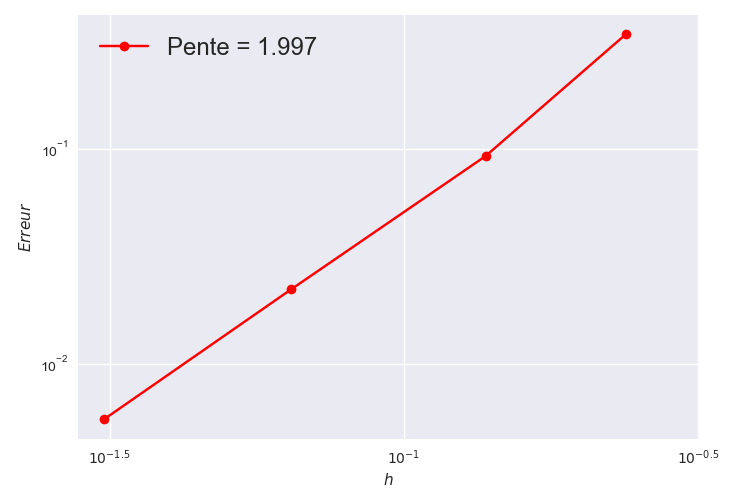 Pente = 1.997
10⁻¹
10⁻²
Erreur
10⁻¹·⁵
10⁻¹
10⁻⁰·⁵
h